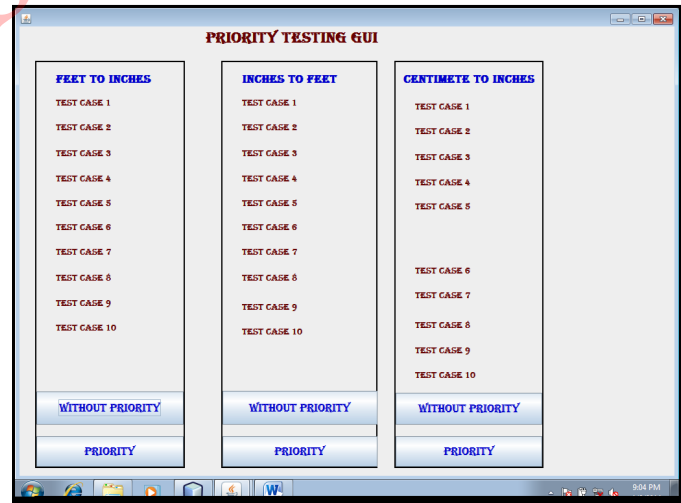 PRIORITY TESTING GUI
FEET TO INCHES
TEST CASE 1
TEST CASE 2
TEST CASE 3
TEST CASE 4
TEST CASE 5
TEST CASE 6
TEST CASE 7
TEST CASE 8
TEST CASE 9
TEST CASE 10
WITHOUT PRIORITY
PRIORITY
INCHES TO FEET
TEST CASE 1
TEST CASE 2
TEST CASE 3
TEST CASE 4
TEST CASE 5
TEST CASE 6
TEST CASE 7
TEST CASE 8
TEST CASE 9
TEST CASE 10
WITHOUT PRIORITY
PRIORITY
CENTIMETE TO INCHES
TEST CASE 1
TEST CASE 2
TEST CASE 3
TEST CASE 4
TEST CASE 5
TEST CASE 6
TEST CASE 7
TEST CASE 8
TEST CASE 9
TEST CASE 10
WITHOUT PRIORITY
PRIORITY
9:04 PM